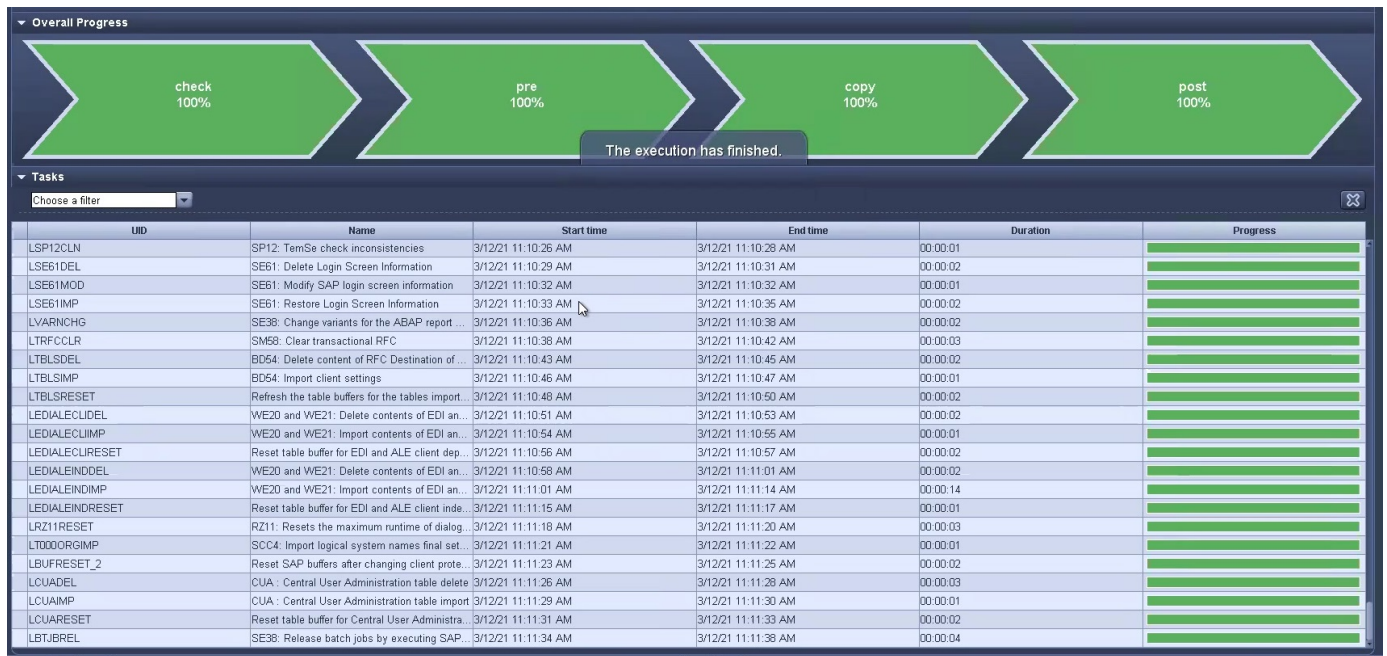 Overall Progress
check
100%
pre
100%
copy
100%
post
100%
The execution has finished.
Tasks
Choose a filter
UID Name Start time End time Duration Progress
LSP12CLN SP12: TemSe check inconsistencies 3/12/21 11:10:26 AM 3/12/21 11:10:28 AM 00:00:01
LSE61DEL SE61: Delete Login Screen Information 3/12/21 11:10:29 AM 3/12/21 11:10:31 AM 00:00:02
LSE61MOD SE61: Modify SAP login screen information 3/12/21 11:10:32 AM 3/12/21 11:10:32 AM 00:00:01
LSE61IMP SE61: Restore Login Screen Information 3/12/21 11:10:33 AM 3/12/21 11:10:35 AM 00:00:02
LVARNCHG SE38: Change variants for the ABAP report ... 3/12/21 11:10:36 AM 3/12/21 11:10:38 AM 00:00:02
LTRFCCLR SM58: Clear transactional RFC 3/12/21 11:10:38 AM 3/12/21 11:10:42 AM 00:00:03
LTBLSDEL BD54: Delete content of RFC Destination of ... 3/12/21 11:10:43 AM 3/12/21 11:10:45 AM 00:00:02
LTBLSIMP BD54: Import client settings 3/12/21 11:10:46 AM 3/12/21 11:10:47 AM 00:00:01
LTBLSRESET Refresh the table buffers for the tables import... 3/12/21 11:10:48 AM 3/12/21 11:10:50 AM 00:00:02
LEDIALECLIDEL WE20 and WE21: Delete contents of EDI an... 3/12/21 11:10:51 AM 3/12/21 11:10:53 AM 00:00:02
LEDIALECLIIMP WE20 and WE21: Import contents of EDI an... 3/12/21 11:10:54 AM 3/12/21 11:10:55 AM 00:00:01
LEDIALECLIRESET Reset table buffer for EDI and ALE client dep... 3/12/21 11:10:56 AM 3/12/21 11:10:57 AM 00:00:02
LEDIALEINDDEL WE20 and WE21: Delete contents of EDI an... 3/12/21 11:10:58 AM 3/12/21 11:11:01 AM 00:00:02
LEDIALEINDIMP WE20 and WE21: Import contents of EDI an... 3/12/21 11:11:01 AM 3/12/21 11:11:14 AM 00:00:14
LEDIALEINDRESET Reset table buffer for EDI and ALE client inde... 3/12/21 11:11:15 AM 3/12/21 11:11:17 AM 00:00:01
LRZ11RESET RZ11: Resets the maximum runtime of dialog... 3/12/21 11:11:18 AM 3/12/21 11:11:20 AM 00:00:03
LT000ORGIMP SCC4: Import logical system names final set... 3/12/21 11:11:21 AM 3/12/21 11:11:22 AM 00:00:01
LBUFRESET_2 Reset SAP buffers after changing client prote... 3/12/21 11:11:23 AM 3/12/21 11:11:25 AM 00:00:02
LCUADEL CUA : Central User Administration table delete 3/12/21 11:11:26 AM 3/12/21 11:11:28 AM 00:00:03
LCUAIMP CUA : Central User Administration table import 3/12/21 11:11:29 AM 3/12/21 11:11:30 AM 00:00:01
LCUARESET Reset table buffer for Central User Administra... 3/12/21 11:11:31 AM 3/12/21 11:11:33 AM 00:00:02
LBTJBREL SE38: Release batch jobs by executing SAP... 3/12/21 11:11:34 AM 3/12/21 11:11:38 AM 00:00:04